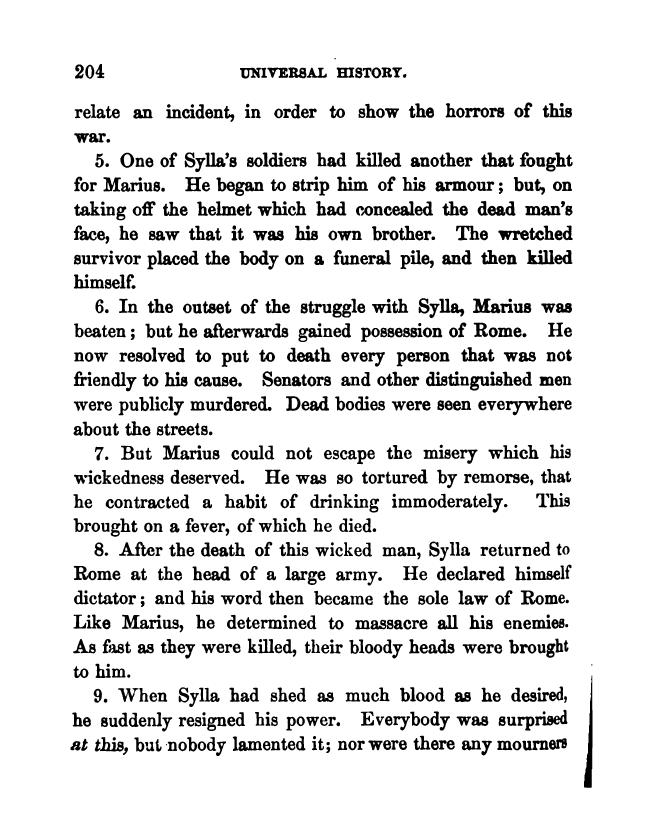 204 UNIVERSAL HISTORY.
relate an incident, in order to show the horrors of this
war.
5. One of Sylla's soldiers had killed another that fought
for Marius. He began to strip him of his armour; but, on
taking off the helmet which had concealed the dead man's
face, he saw that it was his own brother. The wretched
survivor placed the body on a funeral pile, and then killed
himself.
6. In the outset of the struggle with Sylla, Marius was
beaten; but he afterwards gained possession of Rome. He
now resolved to put to death every person that was not
friendly to his cause. Senators and other distinguished men
were publicly murdered. Dead bodies were seen everywhere
about the streets.
7. But Marius could not escape the misery which his
wickedness deserved. He was so tortured by remorse, that
he contracted a habit of drinking immoderately. This
brought on a fever, of which he died.
8. After the death of this wicked man, Sylla returned to
Rome at the head of a large army. He declared himself
dictator; and his word then became the sole law of Rome.
Like Marius, he determined to massacre all his enemies.
As fast as they were killed, their bloody heads were brought
to him.
9. When Sylla had shed as much blood as he desired,
he suddenly resigned his power. Everybody was surprised
at this, but nobody lamented it; nor were there any mourners